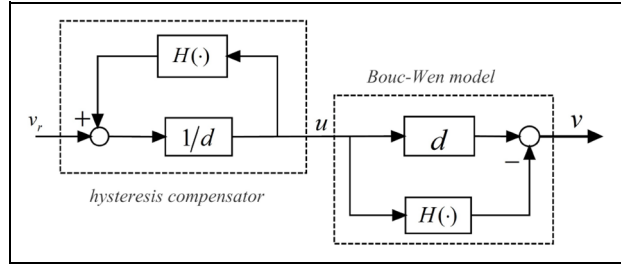 H(·)
Bouc-Wen model
+
v_r
1/d
u
d
v
−
hysteresis compensator
H(·)